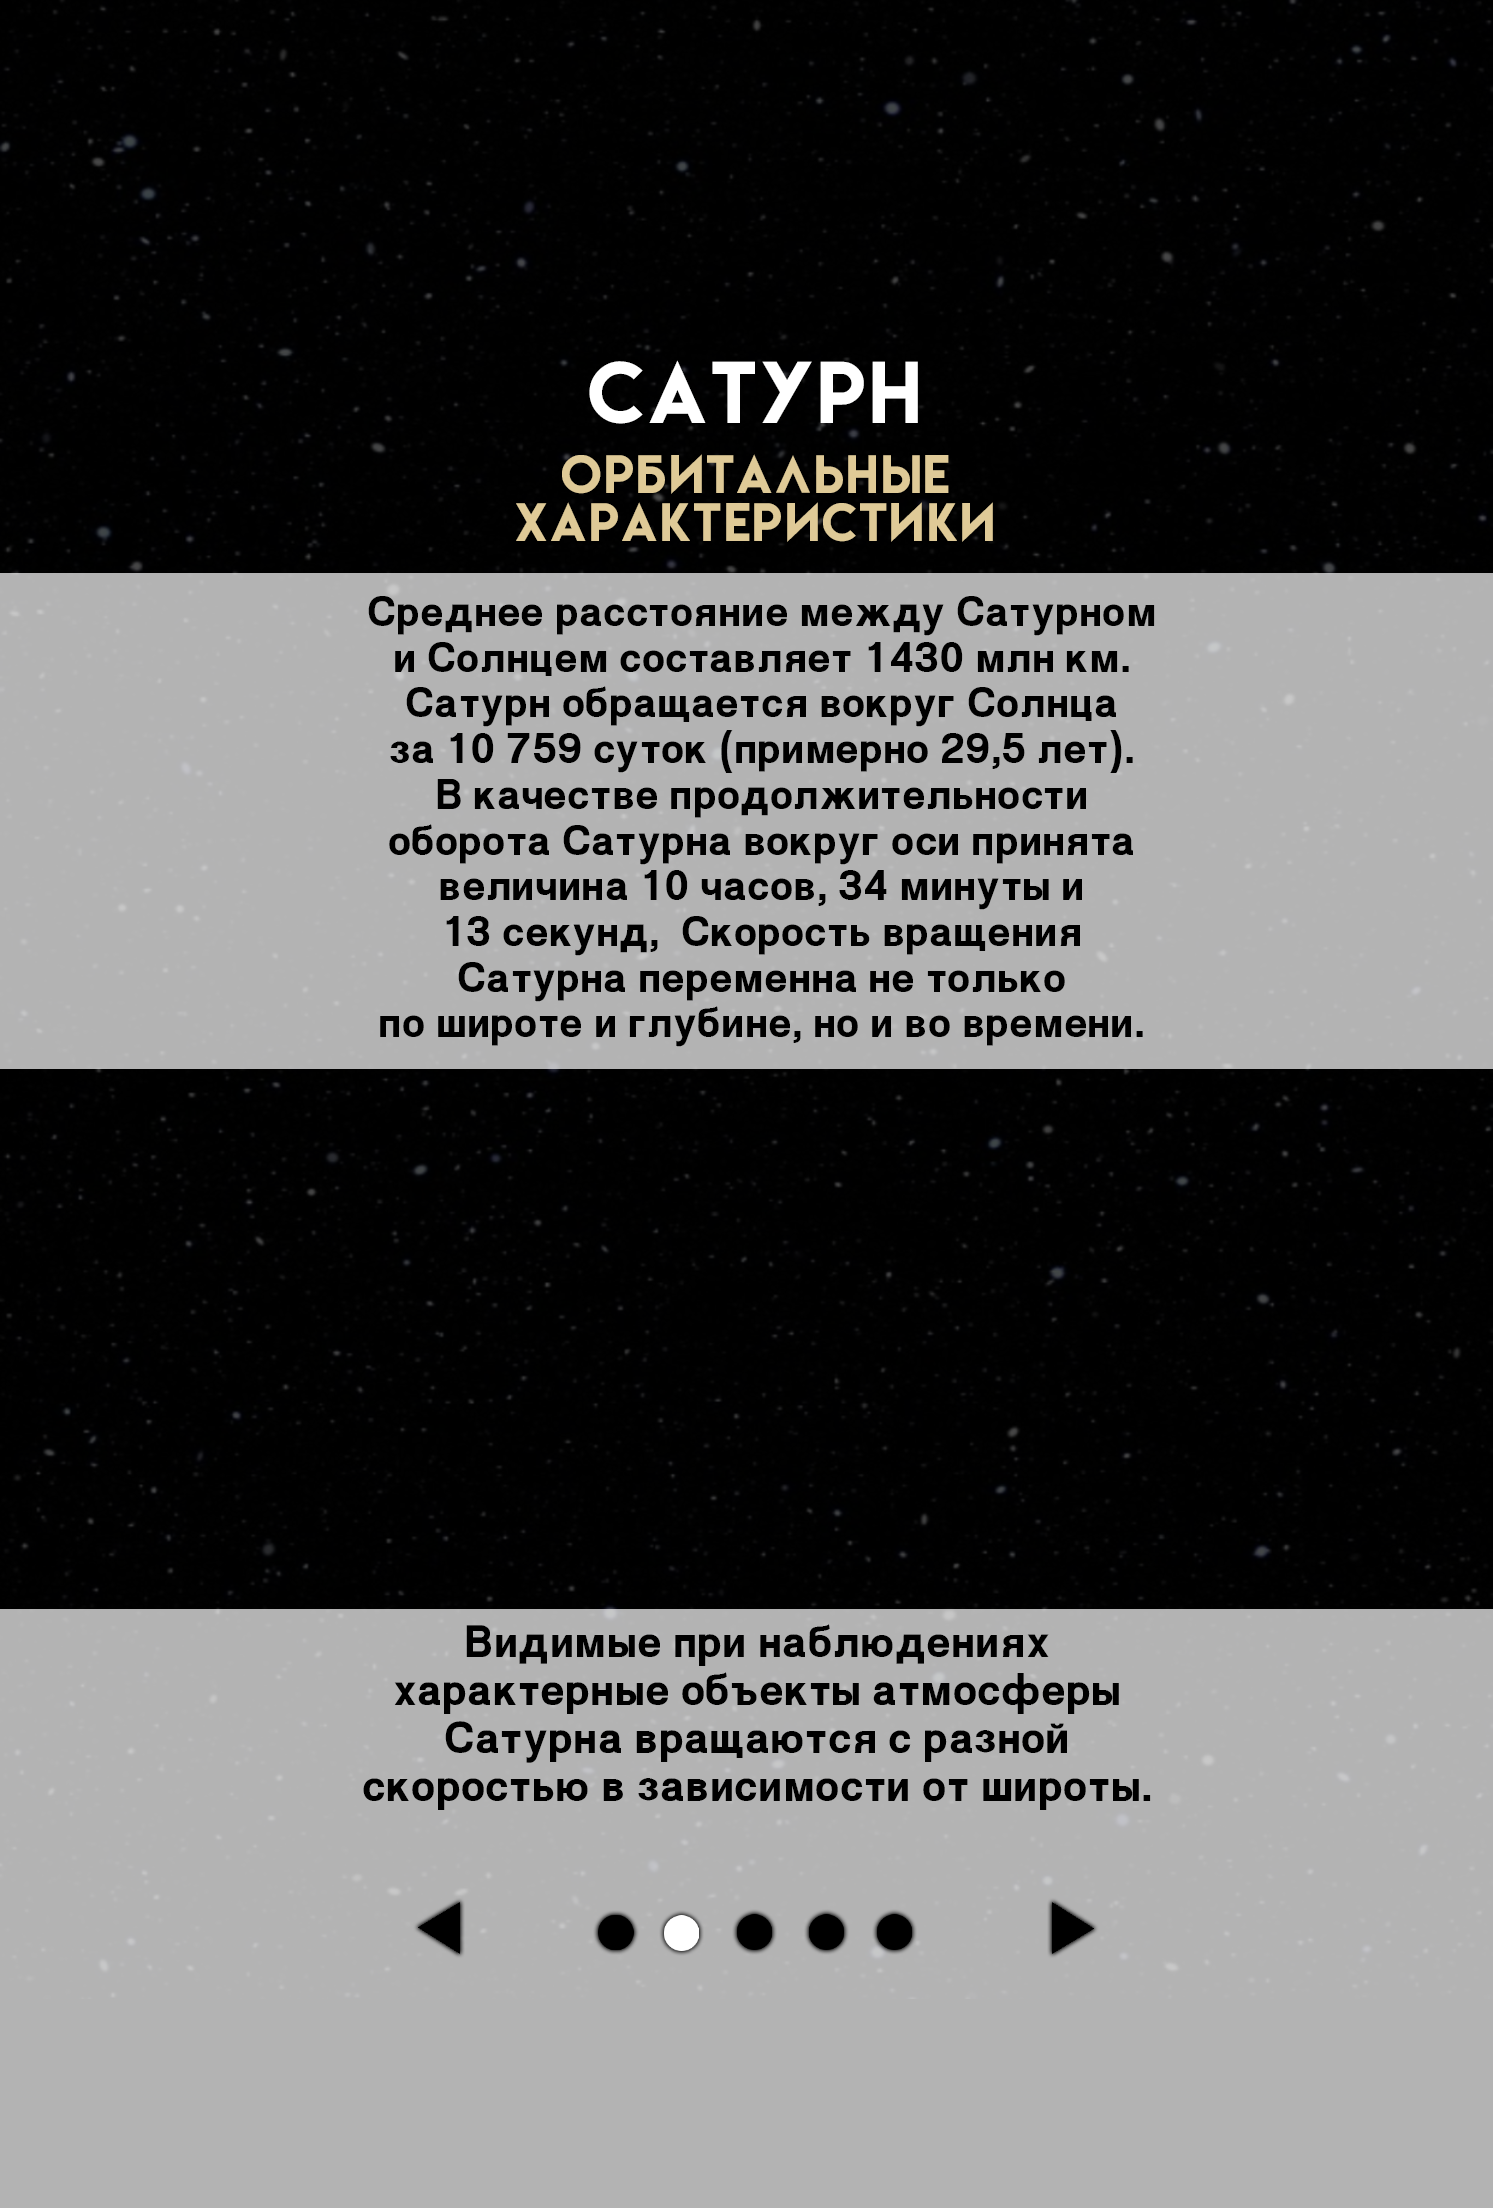 САТУРН
ОРБИТАЛЬНЫЕ
ХАРАКТЕРИСТИКИ
Среднее расстояние между Сатурном
и Солнцем составляет 1430 млн км.
Сатурн обращается вокруг Солнца
за 10 759 суток (примерно 29,5 лет).
В качестве продолжительности
оборота Сатурна вокруг оси принята
величина 10 часов, 34 минуты и
13 секунд,  Скорость вращения
Сатурна переменна не только
по широте и глубине, но и во времени.
Видимые при наблюдениях
характерные объекты атмосферы
Сатурна вращаются с разной
скоростью в зависимости от широты.